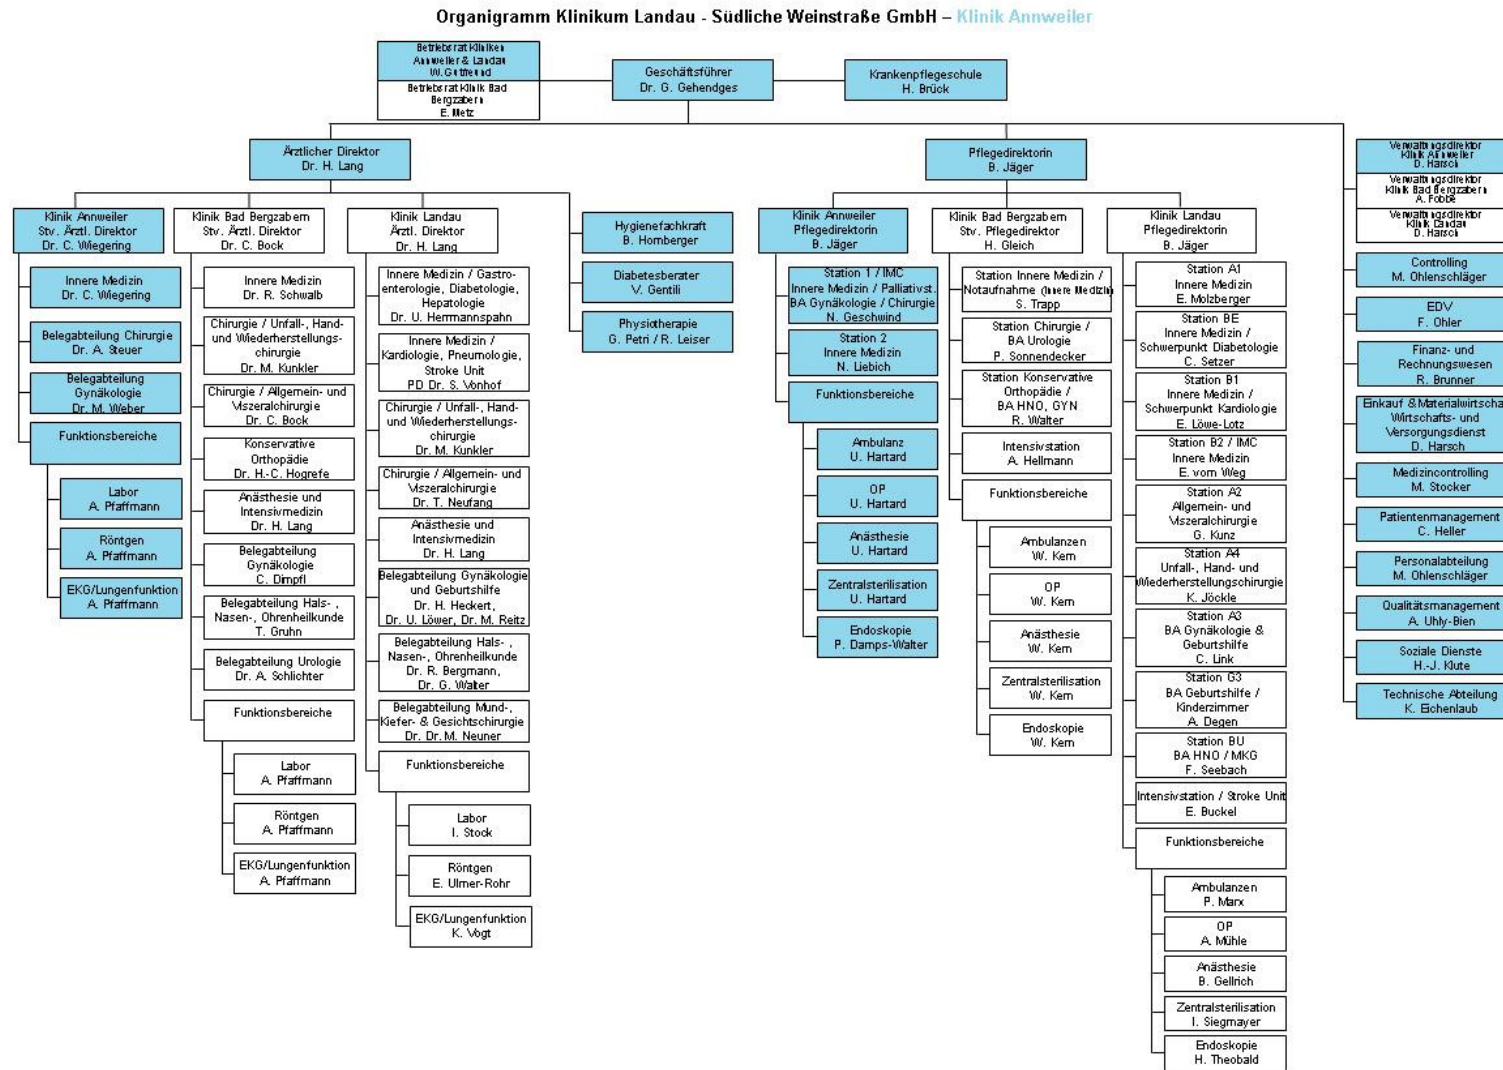 Organigramm Klinikum Landau - Südliche Weinstraße GmbH – Klinik Annweiler
Betriebsrat Kliniken
Annweiler & Landau
W. Gutfreund
Betriebsrat Klinik Bad
Bergzabern
E. Metz
Geschäftsführer
Dr. G. Gehendges
Krankenpflegeschule
H. Brück
Ärztlicher Direktor
Dr. H. Lang
Pflegedirektorin
B. Jäger
Klinik Annweiler
Stv. Ärztl. Direktor
Dr. C. Wiegering
Innere Medizin
Dr. C. Wiegering
Belegabteilung Chirurgie
Dr. A. Steuer
Belegabteilung
Gynäkologie
Dr. M. Weber
Funktionsbereiche
Labor
A. Pfaffmann
Röntgen
A. Pfaffmann
EKG/Lungenfunktion
A. Pfaffmann
Klinik Bad Bergzabern
Stv. Ärztl. Direktor
Dr. C. Bock
Innere Medizin
Dr. R. Schwalb
Chirurgie / Unfall-, Hand-
und Wiederherstellungs-
chirurgie
Dr. M. Kunkler
Chirurgie / Allgemein- und
Viszeralchirurgie
Dr. C. Bock
Konservative
Orthopädie
Dr. H.-C. Hogrefe
Anästhesie und
Intensivmedizin
Dr. H. Lang
Belegabteilung
Gynäkologie
C. Dimpfl
Belegabteilung Hals- ,
Nasen-, Ohrenheilkunde
T. Gruhn
Belegabteilung Urologie
Dr. A. Schlichter
Funktionsbereiche
Labor
A. Pfaffmann
Röntgen
A. Pfaffmann
EKG/Lungenfunktion
A. Pfaffmann
Klinik Landau
Ärztl. Direktor
Dr. H. Lang
Innere Medizin / Gastro-
enterologie, Diabetologie,
Hepatologie
Dr. U. Herrmannspahn
Innere Medizin /
Kardiologie, Pneumologie,
Stroke Unit
PD Dr. S. Vonhof
Chirurgie / Unfall-, Hand-
und Wiederherstellungs-
chirurgie
Dr. M. Kunkler
Chirurgie / Allgemein- und
Viszeralchirurgie
Dr. T. Neufang
Anästhesie und
Intensivmedizin
Dr. H. Lang
Belegabteilung Gynäkologie
und Geburtshilfe
Dr. H. Heckert,
Dr. U. Löwer, Dr. M. Reitz
Belegabteilung Hals- ,
Nasen-, Ohrenheilkunde
Dr. R. Bergmann,
Dr. G. Walter
Belegabteilung Mund-,
Kiefer- & Gesichtschirurgie
Dr. Dr. M. Neuner
Funktionsbereiche
Labor
I. Stock
Röntgen
E. Ulmer-Rohr
EKG/Lungenfunktion
K. Vogt
Hygienefachkraft
B. Hornberger
Diabetesberater
V. Gentili
Physiotherapie
G. Petri / R. Leiser
Klinik Annweiler
Pflegedirektorin
B. Jäger
Station 1 / IMC
Innere Medizin / Palliativst.
BA Gynäkologie / Chirurgie
N. Geschwind
Station 2
Innere Medizin
N. Liebich
Funktionsbereiche
Ambulanz
U. Hartard
OP
U. Hartard
Anästhesie
U. Hartard
Zentralsterilisation
U. Hartard
Endoskopie
P. Damps-Walter
Klinik Bad Bergzabern
Stv. Pflegedirektor
H. Gleich
Station Innere Medizin /
Notaufnahme (Innere Medizin)
S. Trapp
Station Chirurgie /
BA Urologie
P. Sonnendecker
Station Konservative
Orthopädie /
BA HNO, GYN
R. Walter
Intensivstation
A. Hellmann
Funktionsbereiche
Ambulanzen
W. Kern
OP
W. Kern
Anästhesie
W. Kern
Zentralsterilisation
W. Kern
Endoskopie
W. Kern
Klinik Landau
Pflegedirektorin
B. Jäger
Station A1
Innere Medizin
E. Molzberger
Station BE
Innere Medizin /
Schwerpunkt Diabetologie
C. Setzer
Station B1
Innere Medizin /
Schwerpunkt Kardiologie
E. Löwe-Lotz
Station B2 / IMC
Innere Medizin
E. vom Weg
Station A2
Allgemein- und
Viszeralchirurgie
G. Kunz
Station A4
Unfall-, Hand- und
Wiederherstellungschirurgie
K. Jöckle
Station A3
BA Gynäkologie &
Geburtshilfe
C. Link
Station G3
BA Geburtshilfe /
Kinderzimmer
A. Degen
Station BU
BA HNO / MKG
F. Seebach
Intensivstation / Stroke Unit
E. Buckel
Funktionsbereiche
Ambulanzen
P. Marx
OP
A. Mühle
Anästhesie
B. Gellrich
Zentralsterilisation
I. Siegmayer
Endoskopie
H. Theobald
Verwaltungsdirektor
Klinik Annweiler
D. Harsch
Verwaltungsdirektor
Klinik Bad Bergzabern
A. Fobbe
Verwaltungsdirektor
Klinik Landau
D. Harsch
Controlling
M. Ohlenschläger
EDV
F. Ohler
Finanz- und
Rechnungswesen
R. Brunner
Einkauf & Materialwirtscha
Wirtschafts- und
Versorgungsdienst
D. Harsch
Medizincontrolling
M. Stocker
Patientenmanagement
C. Heller
Personalabteilung
M. Ohlenschläger
Qualitätsmanagement
A. Uhly-Bien
Soziale Dienste
H.-J. Klute
Technische Abteilung
K. Eichenlaub